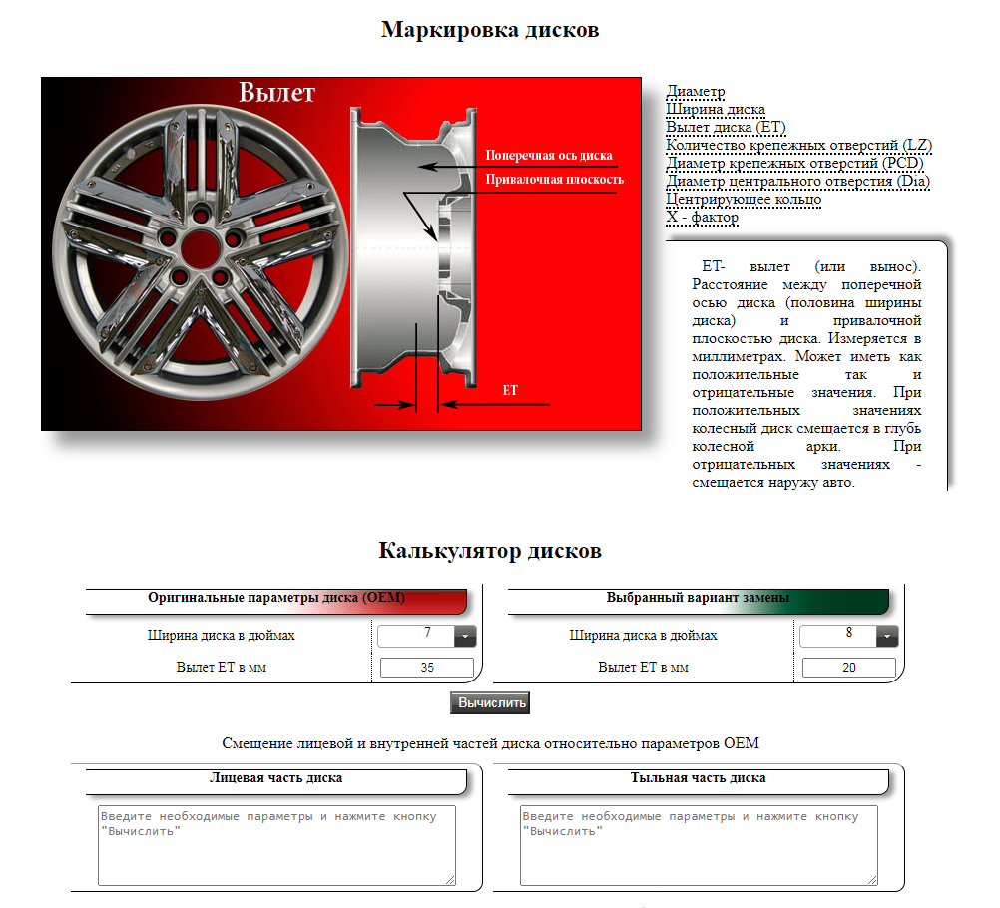 Маркировка дисков
Вылет
Поперечная ось диска
Привалочная плоскость
ET
Диаметр
Ширина диска
Вылет диска (ET)
Количество крепежных отверстий (LZ)
Диаметр крепежных отверстий (PCD)
Диаметр центрального отверстия (Dia)
Центрирующее кольцо
X - фактор
ET- вылет (или вынос).
Расстояние между поперечной
осью диска (половина ширины
диска) и привалочной
плоскостью диска. Измеряется в
миллиметрах. Может иметь как
положительные так и
отрицательные значения. При
положительных значениях
колесный диск смещается в глубь
колесной арки. При
отрицательных значениях -
смещается наружу авто.
Калькулятор дисков
Оригинальные параметры диска (OEM)
Ширина диска в дюймах 7
Вылет ET в мм 35
Выбранный вариант замены
Ширина диска в дюймах 8
Вылет ET в мм 20
Вычислить
Смещение лицевой и внутренней частей диска относительно параметров OEM
Лицевая часть диска
Введите необходимые параметры и нажмите кнопку
"Вычислить"
Тыльная часть диска
Введите необходимые параметры и нажмите кнопку
"Вычислить"